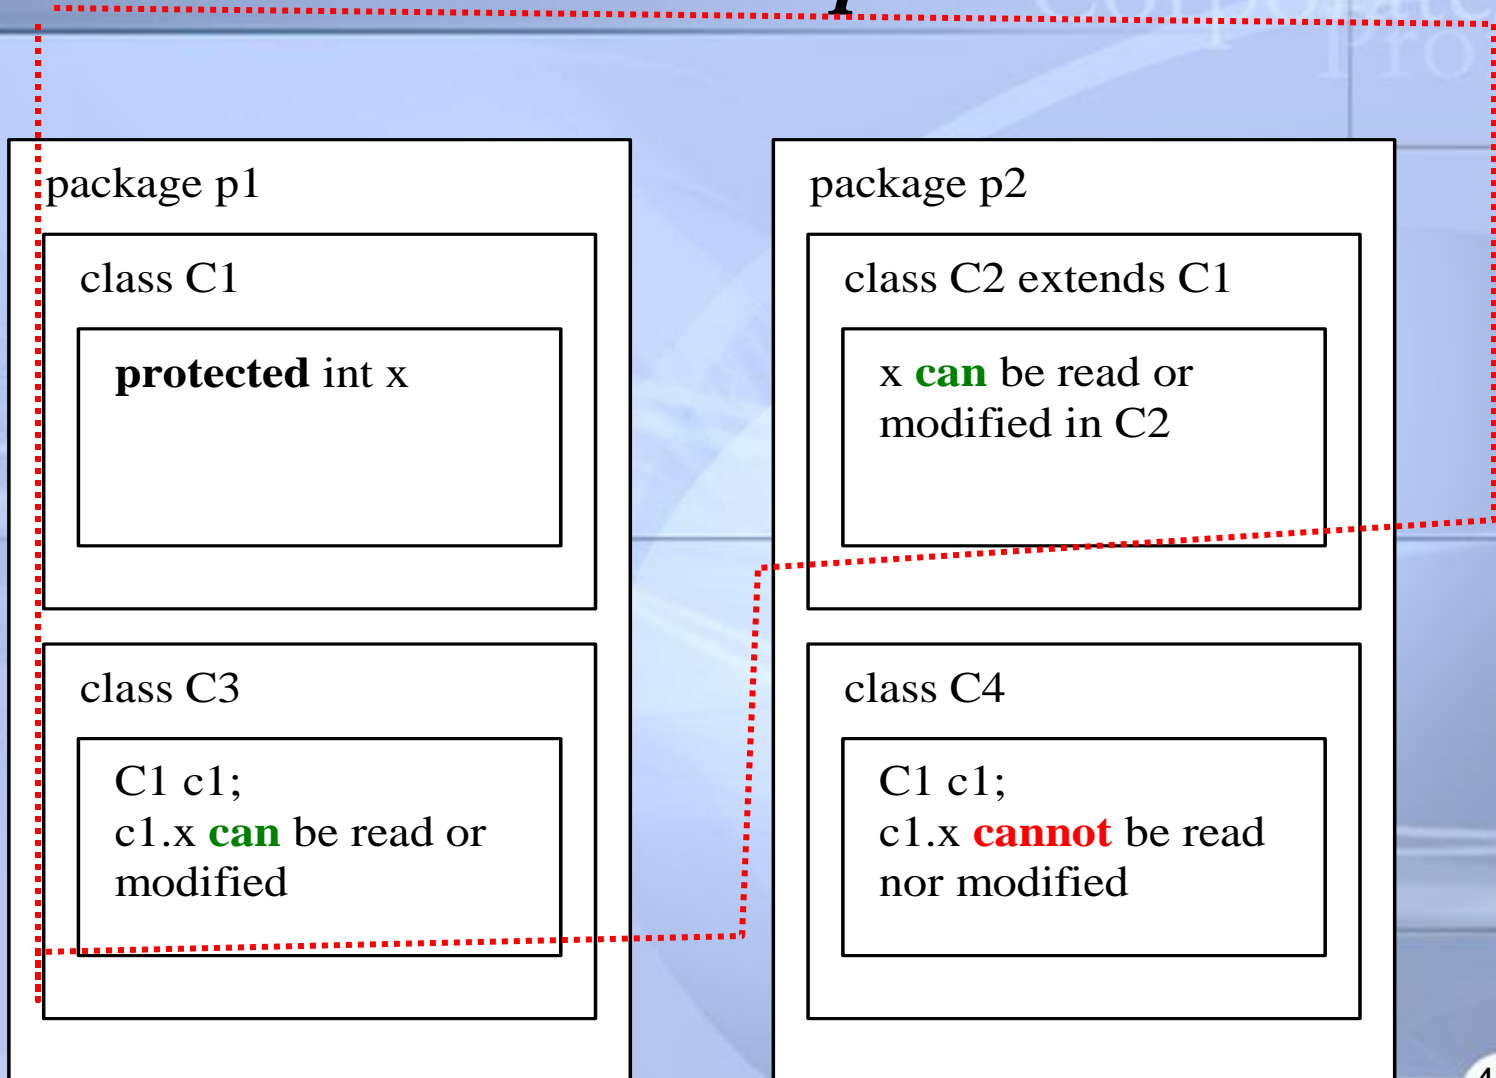 package p1
class C1
protected int x
class C3
C1 c1;
c1.x can be read or
modified
package p2
class C2 extends C1
x can be read or
modified in C2
class C4
C1 c1;
c1.x cannot be read
nor modified